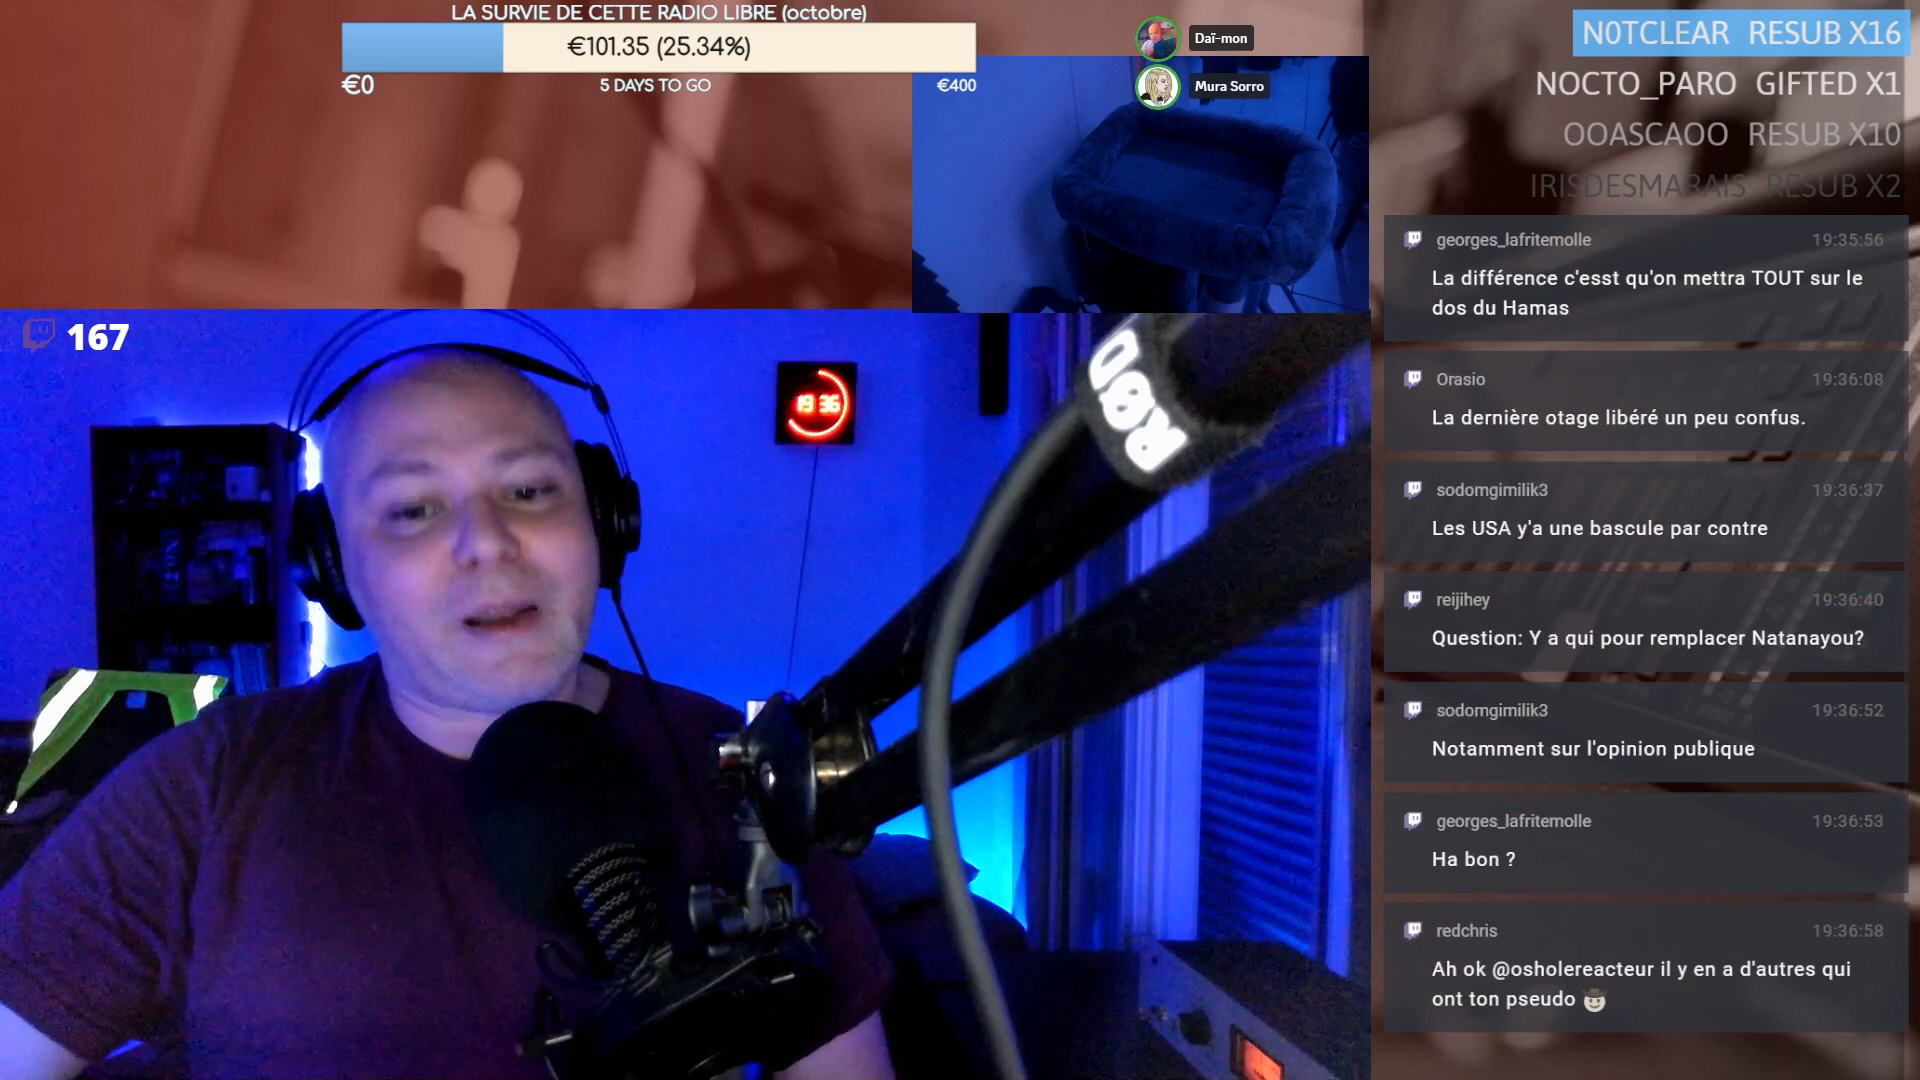 LA SURVIE DE CETTE RADIO LIBRE (octobre)
€101.35 (25.34%)
€0
5 DAYS TO GO
€400
Daï-mon
Mura Sorro
N0TCLEAR RESUB X16
NOCTO_PARO GIFTED X1
OOASCAOO RESUB X10
IRISDESMARAIS RESUB X2
167
19 36
RØD
georges_lafritemolle 19:35:56
La différence c'esst qu'on mettra TOUT sur le
dos du Hamas
Orasio 19:36:08
La dernière otage libéré un peu confus.
sodomgimilik3 19:36:37
Les USA y'a une bascule par contre
reijihey 19:36:40
Question: Y a qui pour remplacer Natanayou?
sodomgimilik3 19:36:52
Notamment sur l'opinion publique
georges_lafritemolle 19:36:53
Ha bon ?
redchris 19:36:58
Ah ok @osholereacteur il y en a d'autres qui
ont ton pseudo